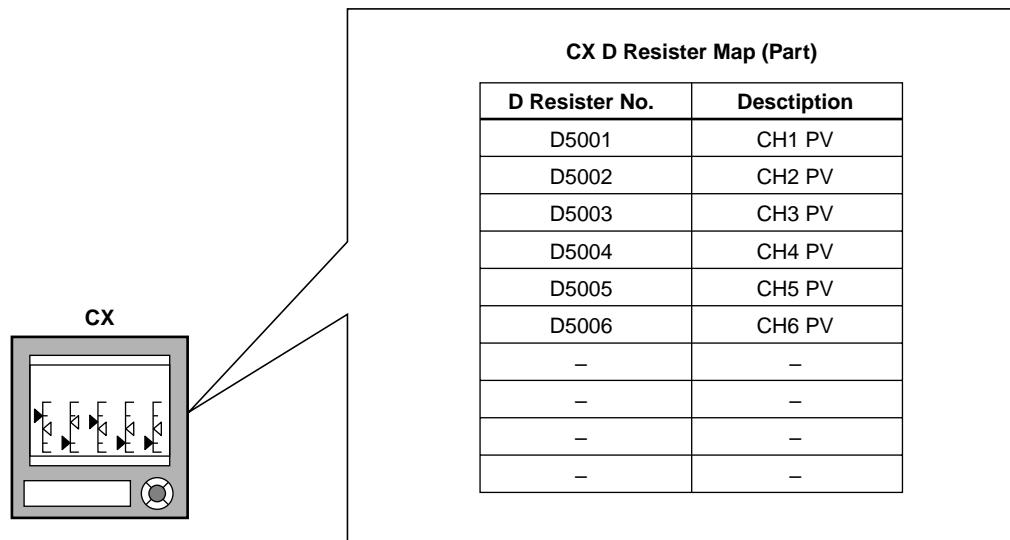 CX D Resister Map (Part)
D Resister No. Desctiption
D5001 CH1 PV
D5002 CH2 PV
D5003 CH3 PV
D5004 CH4 PV
D5005 CH5 PV
D5006 CH6 PV
– –
– –
– –
– –
CX